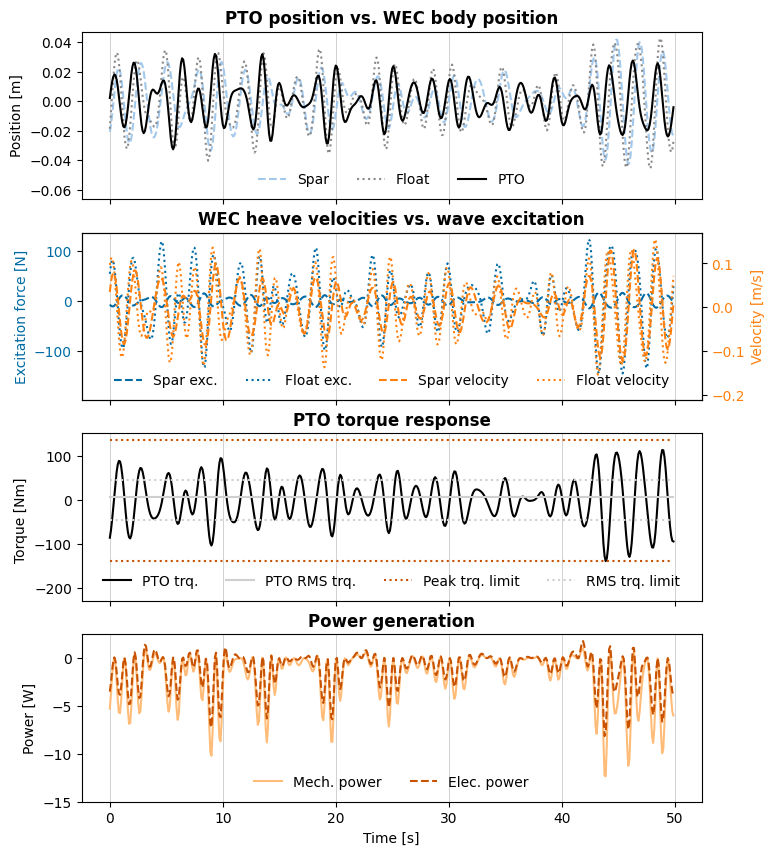 PTO position vs. WEC body position
0.04
0.02
0.00
−0.02
−0.04
−0.06
Position [m]
Spar Float PTO
WEC heave velocities vs. wave excitation
100
0
−100
Excitation force [N]
0.1
0.0
−0.1
−0.2
Velocity [m/s]
Spar exc. Float exc. Spar velocity Float velocity
PTO torque response
100
0
−100
−200
Torque [Nm]
PTO trq. PTO RMS trq. Peak trq. limit RMS trq. limit
Power generation
0
−5
−10
−15
Power [W]
Mech. power Elec. power
0 10 20 30 40 50
Time [s]